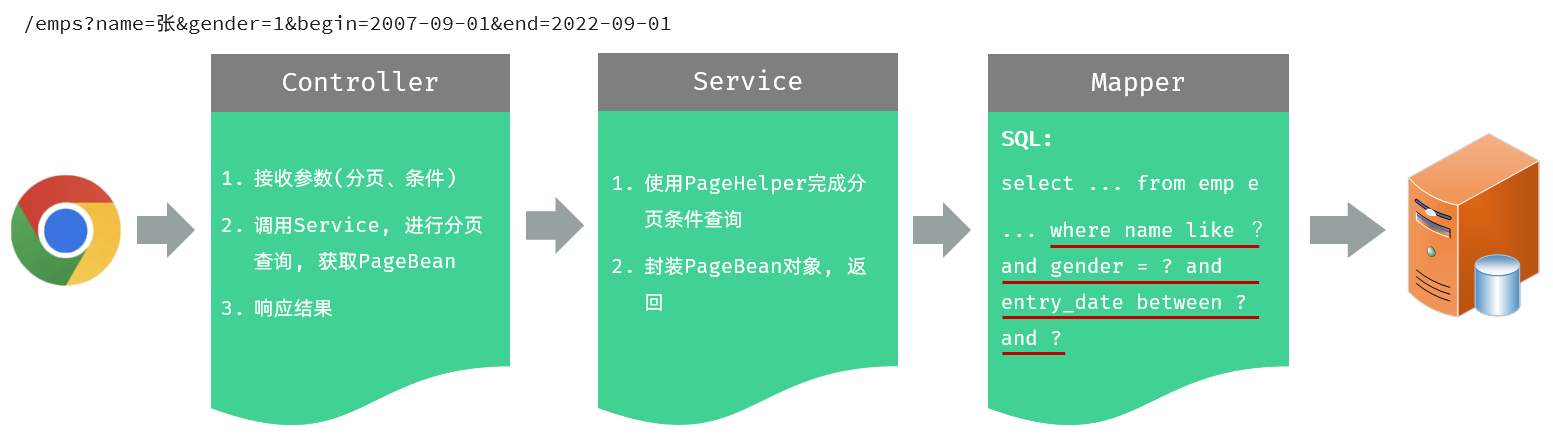 /emps?name=张&gender=1&begin=2007-09-01&end=2022-09-01
Controller
1. 接收参数(分页、条件)
2. 调用Service, 进行分页
查询, 获取PageBean
3. 响应结果
Service
1. 使用PageHelper完成分
页条件查询
2. 封装PageBean对象, 返
回
Mapper
SQL:
select ... from emp e
... where name like ?
and gender = ? and
entry_date between ?
and ?